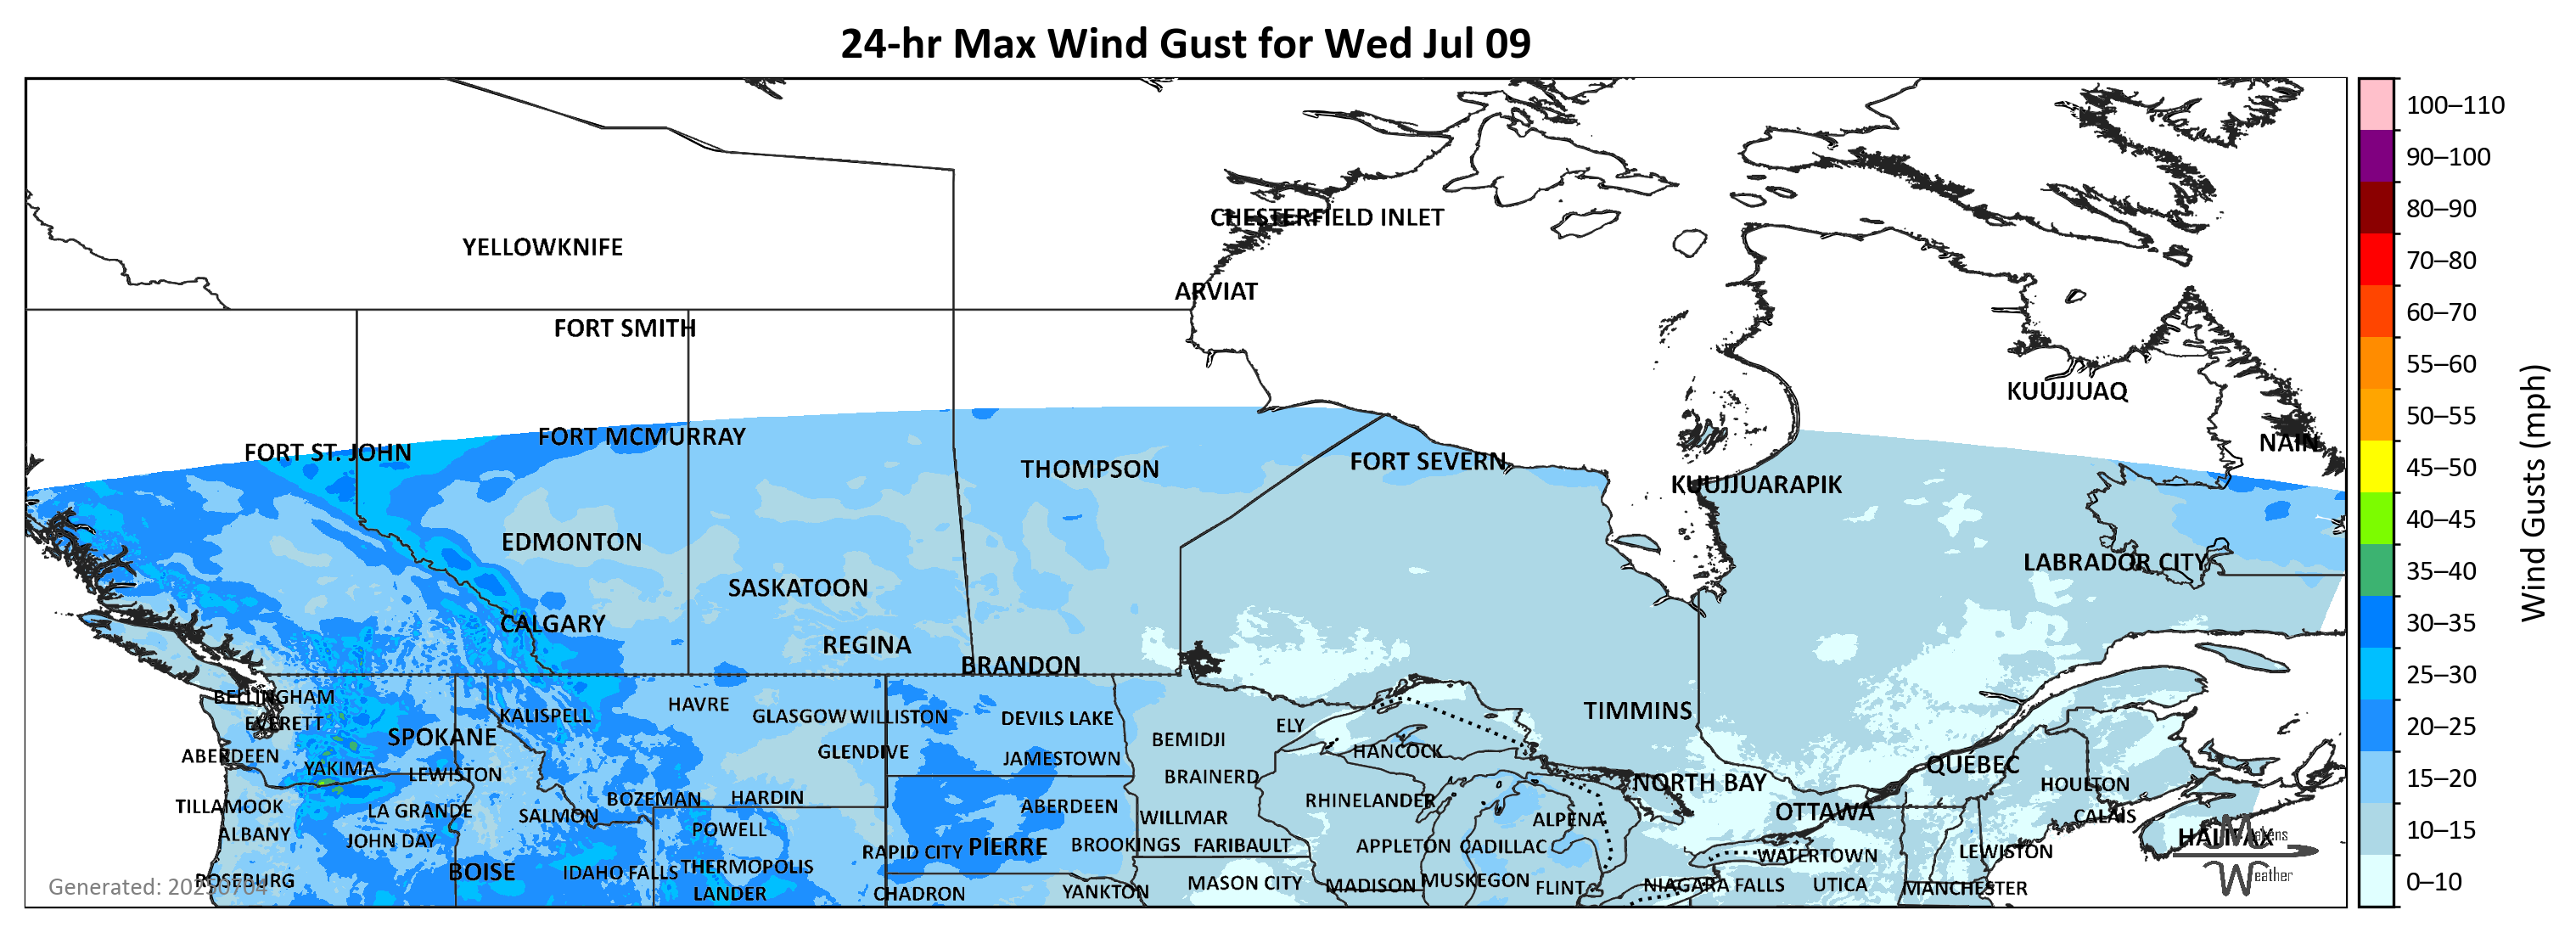 24-hr Max Wind Gust for Wed Jul 09
100–110
90–100
80–90
70–80
60–70
55–60
50–55
45–50
40–45
35–40
30–35
25–30
20–25
15–20
10–15
0–10
Wind Gusts (mph)
CHESTERFIELD INLET
YELLOWKNIFE
ARVIAT
FORT SMITH
KUUJJUAQ
FORT MCMURRAY
NAIN
FORT ST. JOHN
FORT SEVERN
THOMPSON
KUUJJUARAPIK
EDMONTON
LABRADOR CITY
SASKATOON
CALGARY
REGINA
BRANDON
BELLINGHAM
HAVRE
TIMMINS
KALISPELL
GLASGOW
WILLISTON
DEVILS LAKE
EVERETT
ELY
SPOKANE
BEMIDJI
HANCOCK
GLENDIVE
ABERDEEN
JAMESTOWN
QUÉBEC
YAKIMA
LEWISTON
BRAINERD
NORTH BAY
HOULTON
BOZEMAN
HARDIN
RHINELANDER
TILLAMOOK
LA GRANDE
ABERDEEN
SALMON
OTTAWA
CALAIS
WILLMAR
ALPENA
POWELL
ALBANY
HALIFAX
Makens
JOHN DAY
BROOKINGS
FARIBAULT
APPLETON
CADILLAC
PIERRE
RAPID CITY
LEWISTON
WATERTOWN
BOISE
IDAHO FALLS
THERMOPOLIS
Weather
ROSEBURG
MUSKEGON
MASON CITY
MADISON
NIAGARA FALLS
UTICA
FLINT
MANCHESTER
LANDER
CHADRON
YANKTON
Generated: 20250704